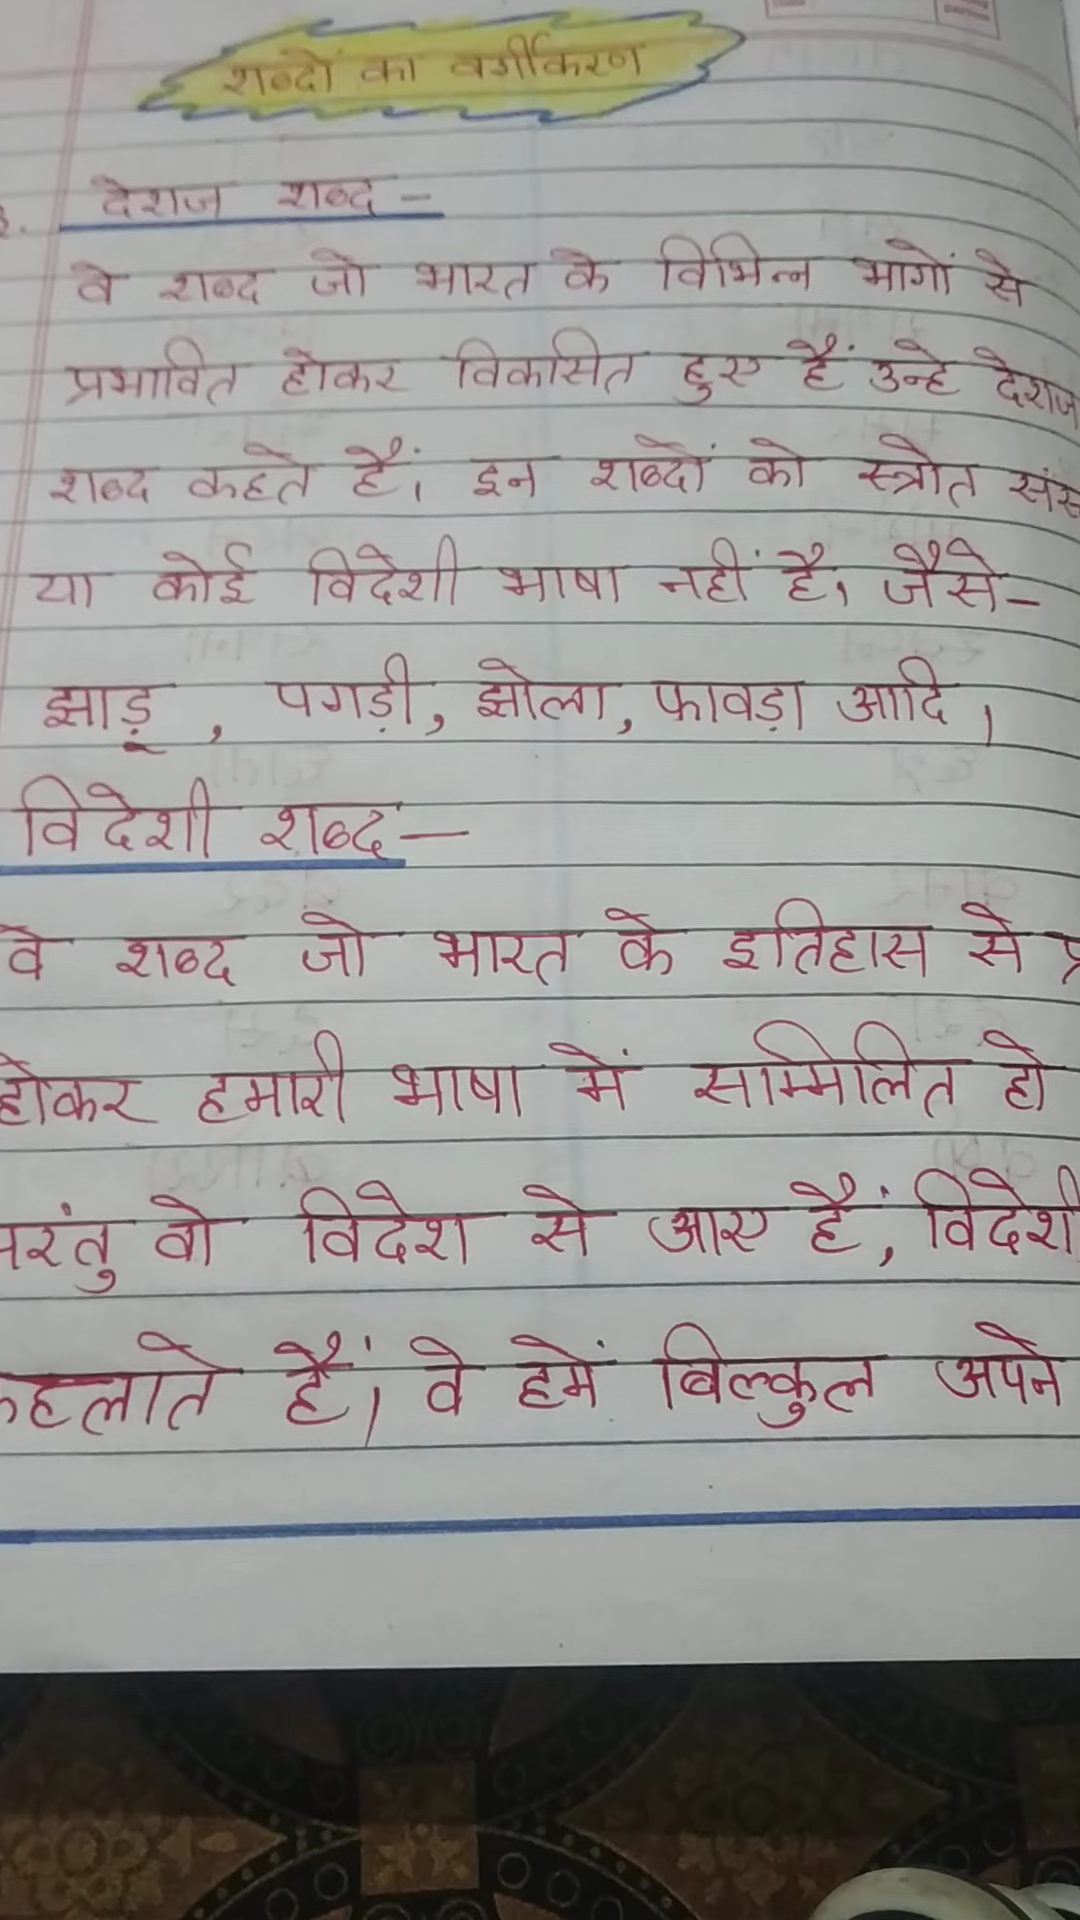 शब्दों का वर्गीकरण
देशज शब्द -
वे शब्द जो भारत के विभिन्न भागों से
प्रभावित होकर विकसित हुए हैं उन्हे देशज
शब्द कहते हैं। इन शब्दों को स्त्रोत संस
या कोई विदेशी भाषा नहीं है। जैसे-
झाड़ू, पगड़ी, झोला, फावड़ा आदि।
विदेशी शब्द-
वे शब्द जो भारत के इतिहास से प्र
होकर हमारी भाषा में सम्मिलित हो
परंतु वो विदेश से आए हैं, विदेशी
कहलाते हैं। वे हमें बिल्कुल अपने